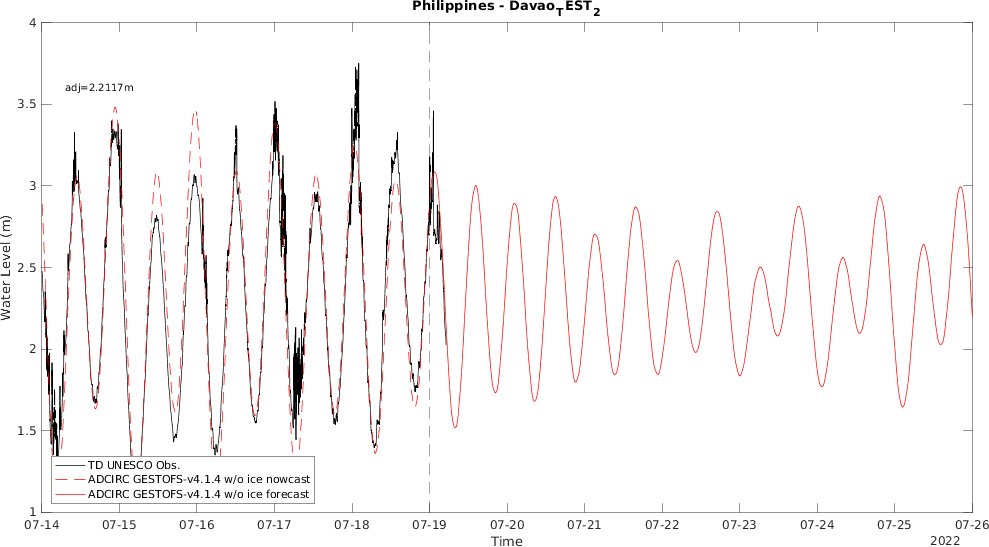 Philippines - Davao_TEST_2
4
adj=2.2117m
3.5
3
2.5
2
1.5
1
Water Level (m)
TD UNESCO Obs.
ADCIRC GESTOFS-v4.1.4 w/o ice nowcast
ADCIRC GESTOFS-v4.1.4 w/o ice forecast
07-14 07-15 07-16 07-17 07-18 07-19 07-20 07-21 07-22 07-23 07-24 07-25 07-26
Time
2022